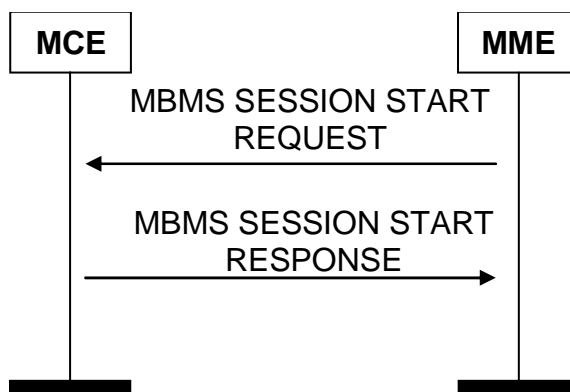 MCE
MME
MBMS SESSION START
REQUEST
MBMS SESSION START
RESPONSE